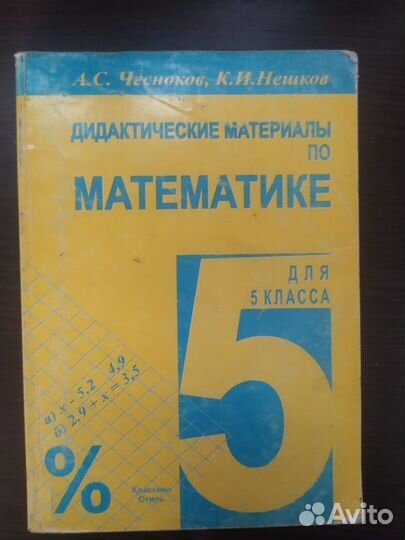 А.С. Чесноков, К.И.Нешков
ДИДАКТИЧЕСКИЕ МАТЕРИАЛЫ
ПО
МАТЕМАТИКЕ
ДЛЯ
5 КЛАССА
5
а) x - 5,2 4,9
б) 2,9 + x = 3,5
%
Классикс
Стиль
Avito